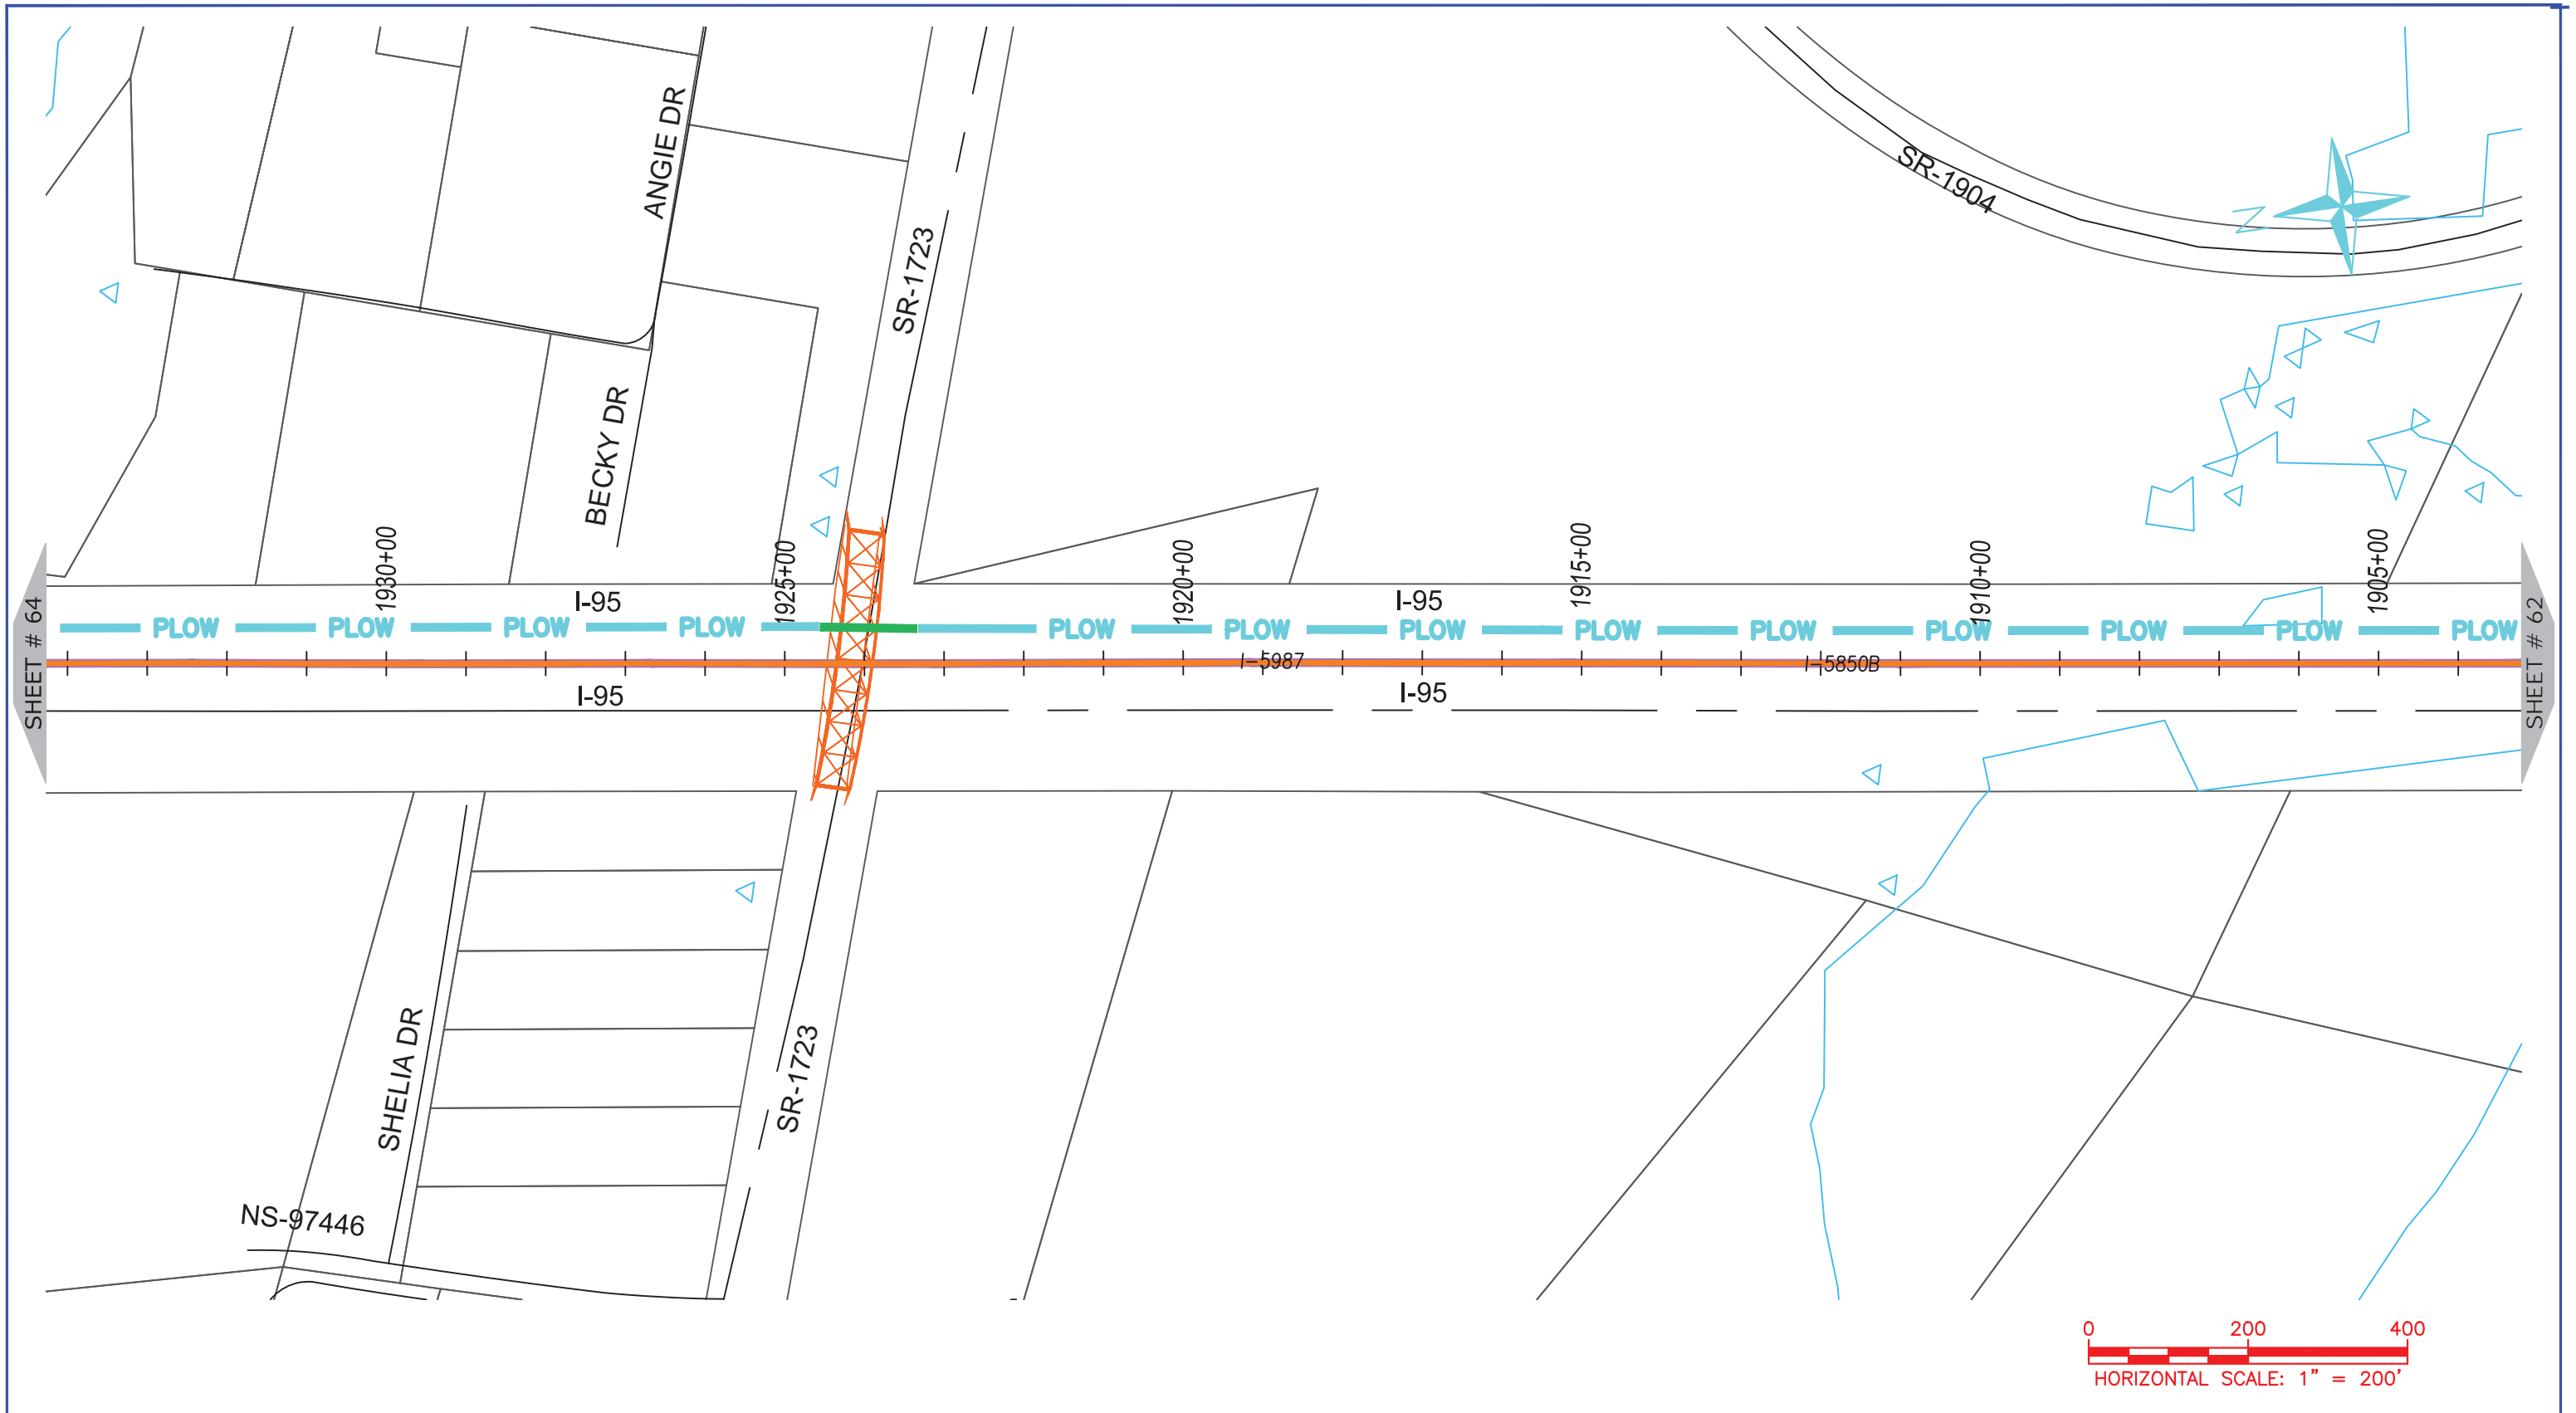 ANGIE DR
SR-1723
SR-1904
Z
BECKY DR
1930+00
1925+00
1920+00
1915+00
1910+00
1905+00
I-95
I-95
SHEET # 64
PLOW PLOW PLOW PLOW PLOW PLOW PLOW PLOW PLOW PLOW PLOW PLOW PLOW
SHEET # 62
I-5987
I-5850B
I-95
I-95
SHELIA DR
SR-1723
NS-97446
0 200 400
HORIZONTAL SCALE: 1" = 200'